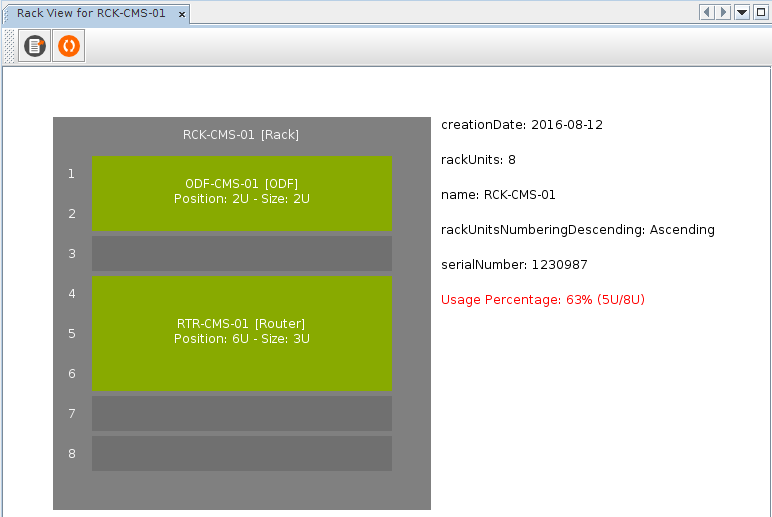 Rack View for RCK-CMS-01
RCK-CMS-01 [Rack]
1
ODF-CMS-01 [ODF]
Position: 2U - Size: 2U
2
3
4
RTR-CMS-01 [Router]
5
Position: 6U - Size: 3U
6
7
8
creationDate: 2016-08-12
rackUnits: 8
name: RCK-CMS-01
rackUnitsNumberingDescending: Ascending
serialNumber: 1230987
Usage Percentage: 63% (5U/8U)